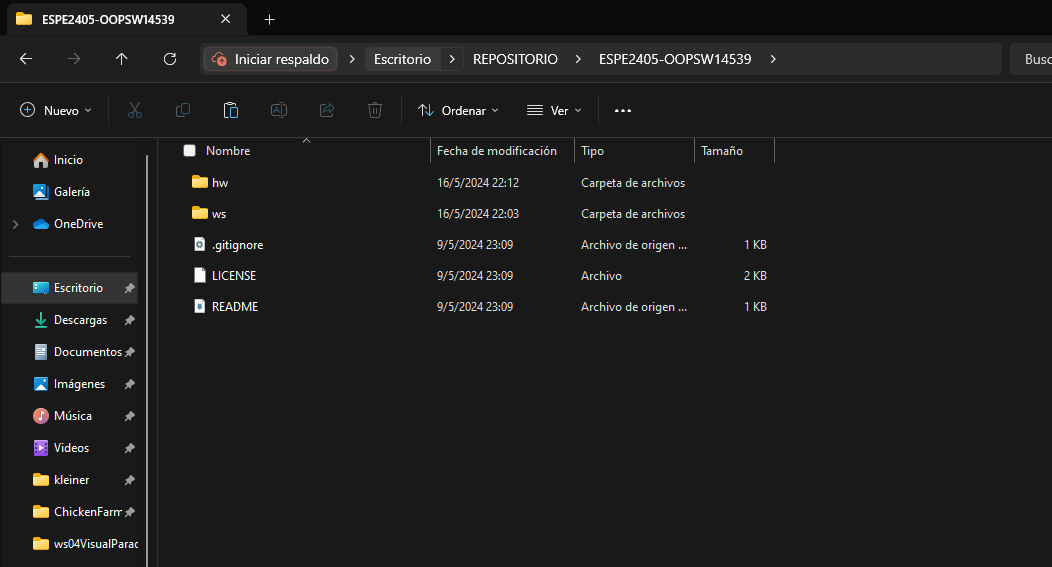 ESPE2405-OOPSW14539
Iniciar respaldo Escritorio REPOSITORIO ESPE2405-OOPSW14539 Busc
Nuevo Ordenar Ver
Nombre Fecha de modificación Tipo Tamaño
Inicio
Galería
OneDrive
Escritorio
Descargas
Documentos
Imágenes
Música
Videos
kleiner
ChickenFarm
ws04VisualParac
hw 16/5/2024 22:12 Carpeta de archivos
ws 16/5/2024 22:03 Carpeta de archivos
.gitignore 9/5/2024 23:09 Archivo de origen ... 1 KB
LICENSE 9/5/2024 23:09 Archivo 2 KB
README 9/5/2024 23:09 Archivo de origen ... 1 KB